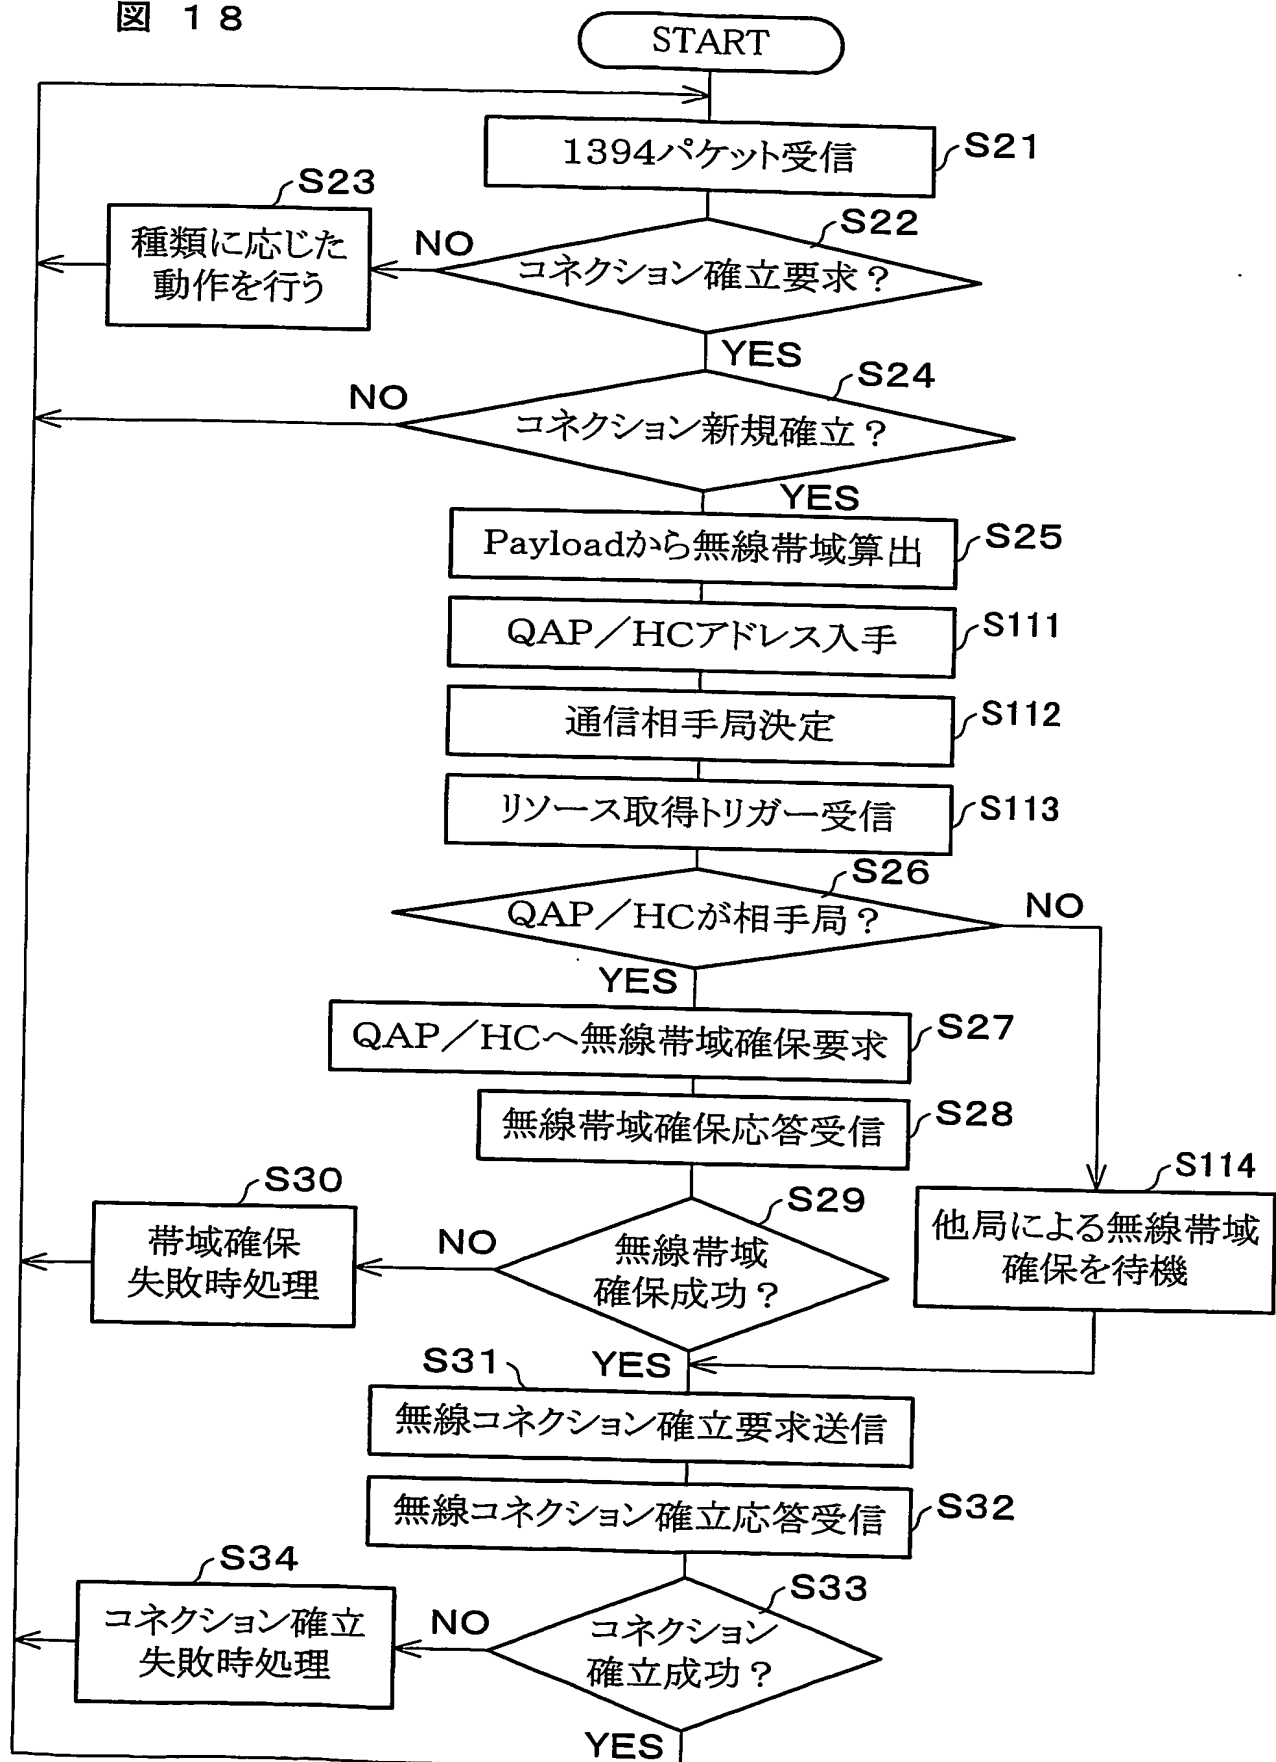 図 18
START
1394パケット受信
S21
S23
種類に応じた
動作を行う
NO
S22
コネクション確立要求?
YES
S24
NO
コネクション新規確立?
YES
Payloadから無線帯域算出
S25
QAP/HCアドレス入手
S111
通信相手局決定
S112
リソース取得トリガー受信
S113
S26
QAP/HCが相手局?
NO
YES
QAP/HCへ無線帯域確保要求
S27
無線帯域確保応答受信
S28
S30
帯域確保
失敗時処理
NO
S29
無線帯域
確保成功?
S114
他局による無線帯域
確保を待機
S31
YES
無線コネクション確立要求送信
無線コネクション確立応答受信
S32
S34
コネクション確立
失敗時処理
NO
S33
コネクション
確立成功?
YES